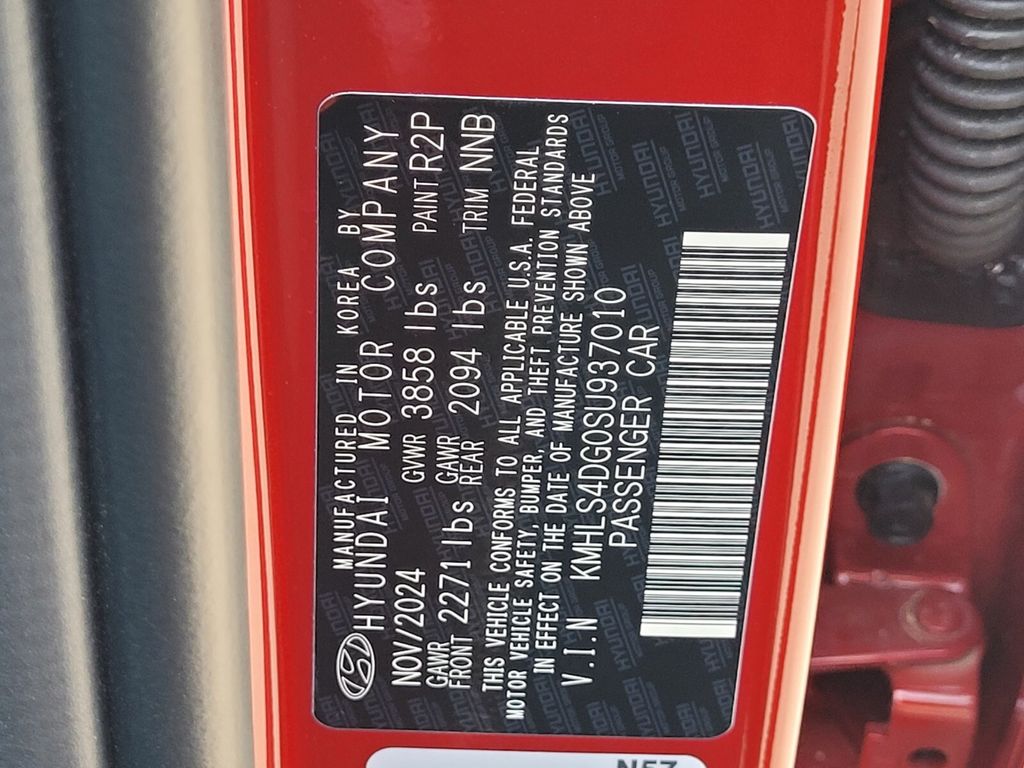 MANUFACTURED IN KOREA BY
HYUNDAI MOTOR COMPANY
NOV/2024 GVWR 3858 lbs PAINT R2P
GAWR FRONT 2271 lbs GAWR REAR 2094 lbs TRIM NNB
THIS VEHICLE CONFORMS TO ALL APPLICABLE U.S.A. FEDERAL
MOTOR VEHICLE SAFETY, BUMPER, AND THEFT PREVENTION STANDARDS
IN EFFECT ON THE DATE OF MANUFACTURE SHOWN ABOVE
V.I.N KMHLS4DG0SU937010
PASSENGER CAR